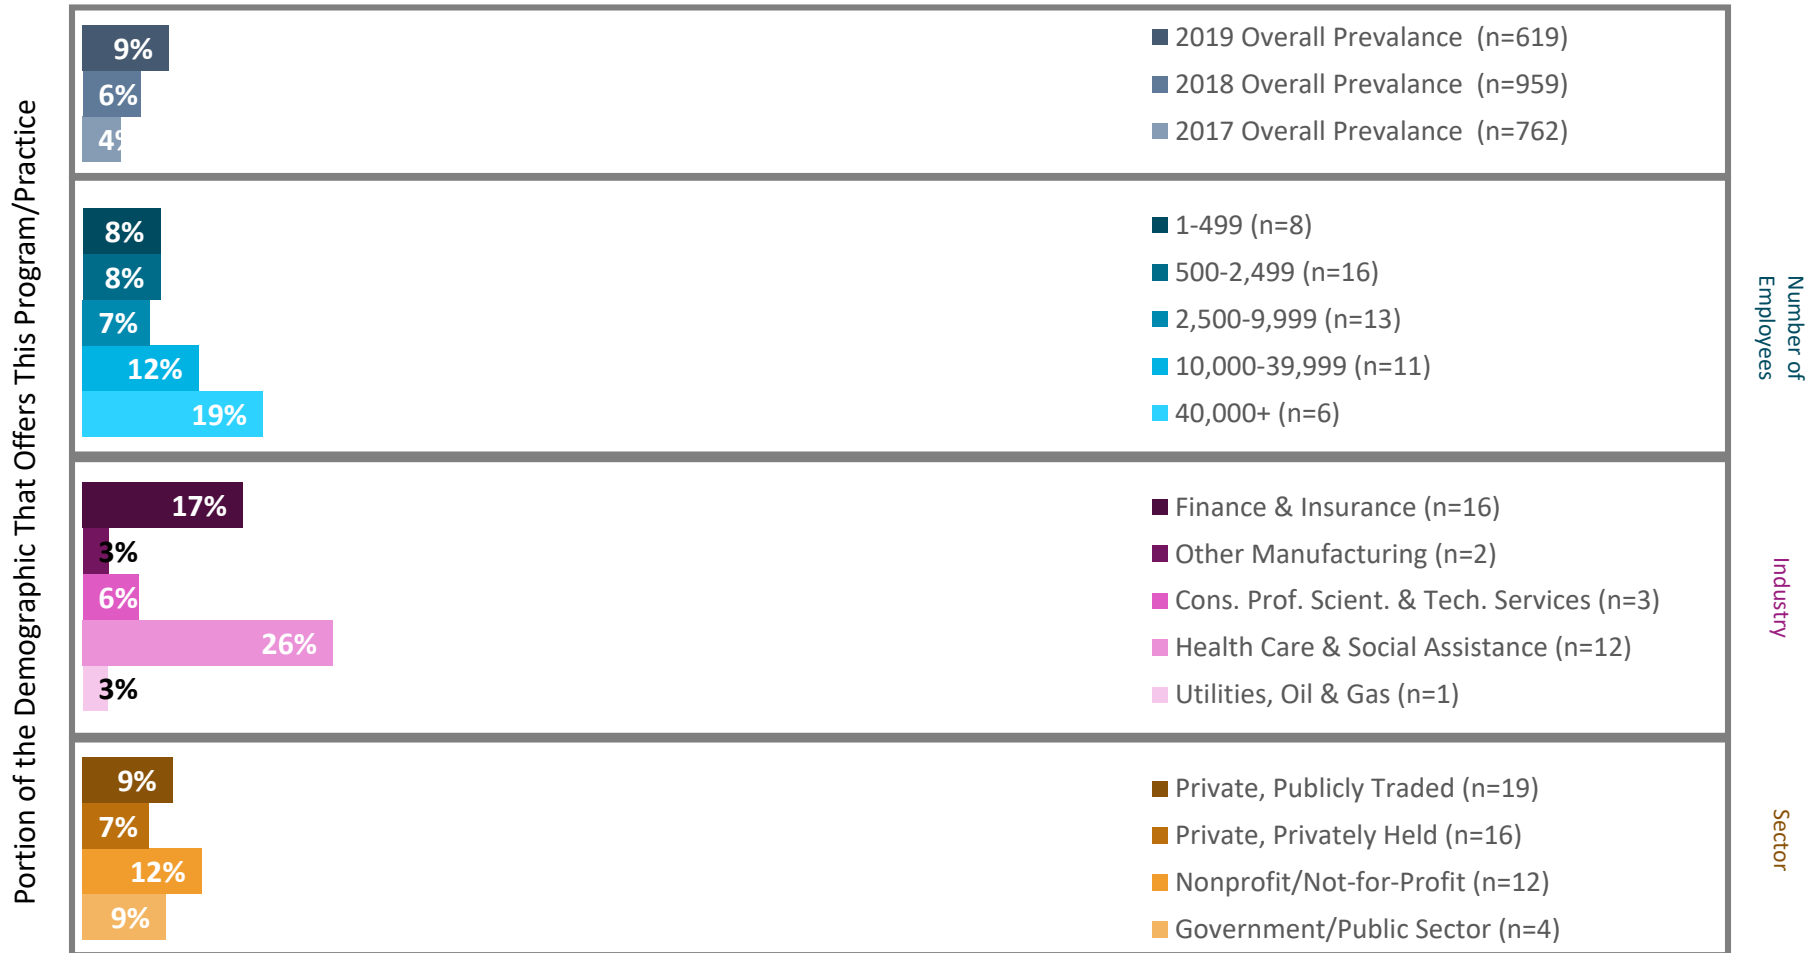 Portion of the Demographic That Offers This Program/Practice
9%
6%
4%
2019 Overall Prevalance (n=619)
2018 Overall Prevalance (n=959)
2017 Overall Prevalance (n=762)
8%
8%
7%
12%
19%
1-499 (n=8)
500-2,499 (n=16)
2,500-9,999 (n=13)
10,000-39,999 (n=11)
40,000+ (n=6)
Number of
Employees
17%
3%
6%
26%
3%
Finance & Insurance (n=16)
Other Manufacturing (n=2)
Cons. Prof. Scient. & Tech. Services (n=3)
Health Care & Social Assistance (n=12)
Utilities, Oil & Gas (n=1)
Industry
9%
7%
12%
9%
Private, Publicly Traded (n=19)
Private, Privately Held (n=16)
Nonprofit/Not-for-Profit (n=12)
Government/Public Sector (n=4)
Sector